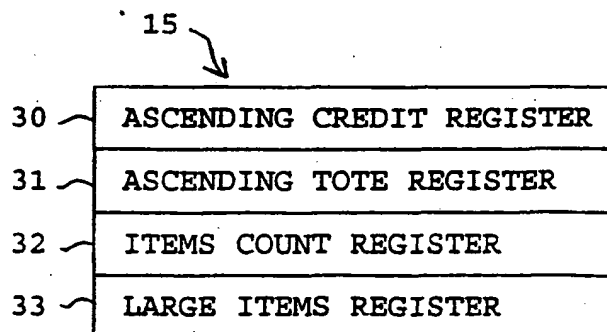 15
30 ASCENDING CREDIT REGISTER
31 ASCENDING TOTE REGISTER
32 ITEMS COUNT REGISTER
33 LARGE ITEMS REGISTER